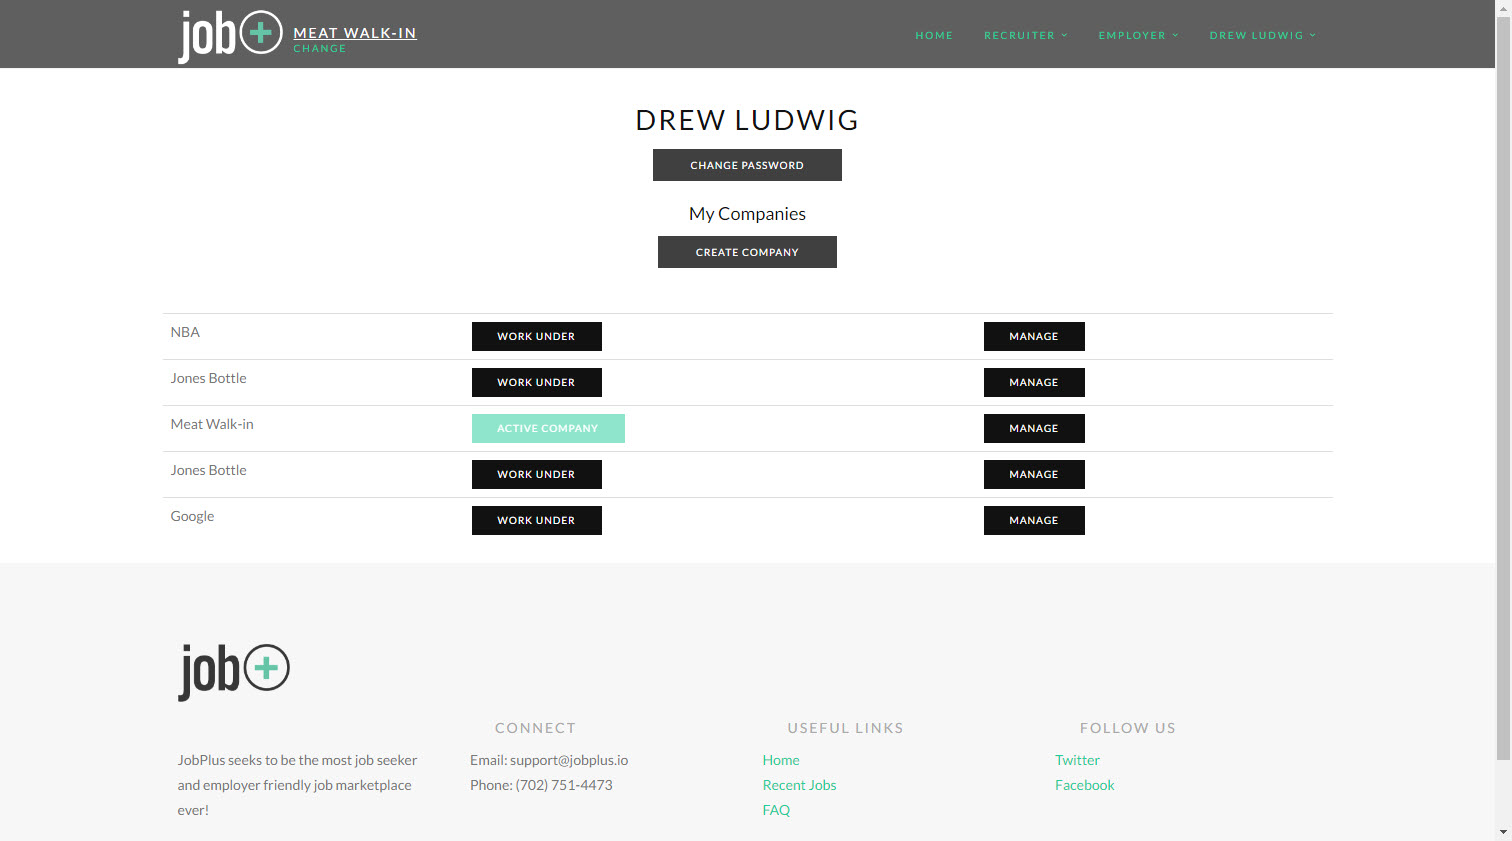 job+
MEAT WALK-IN
CHANGE
HOME
RECRUITER
EMPLOYER
DREW LUDWIG
DREW LUDWIG
CHANGE PASSWORD
My Companies
CREATE COMPANY
NBA WORK UNDER MANAGE
Jones Bottle WORK UNDER MANAGE
Meat Walk-in ACTIVE COMPANY MANAGE
Jones Bottle WORK UNDER MANAGE
Google WORK UNDER MANAGE
job+
JobPlus seeks to be the most job seeker
and employer friendly job marketplace
ever!
CONNECT
Email: support@jobplus.io
Phone: (702) 751-4473
USEFUL LINKS
Home
Recent Jobs
FAQ
FOLLOW US
Twitter
Facebook